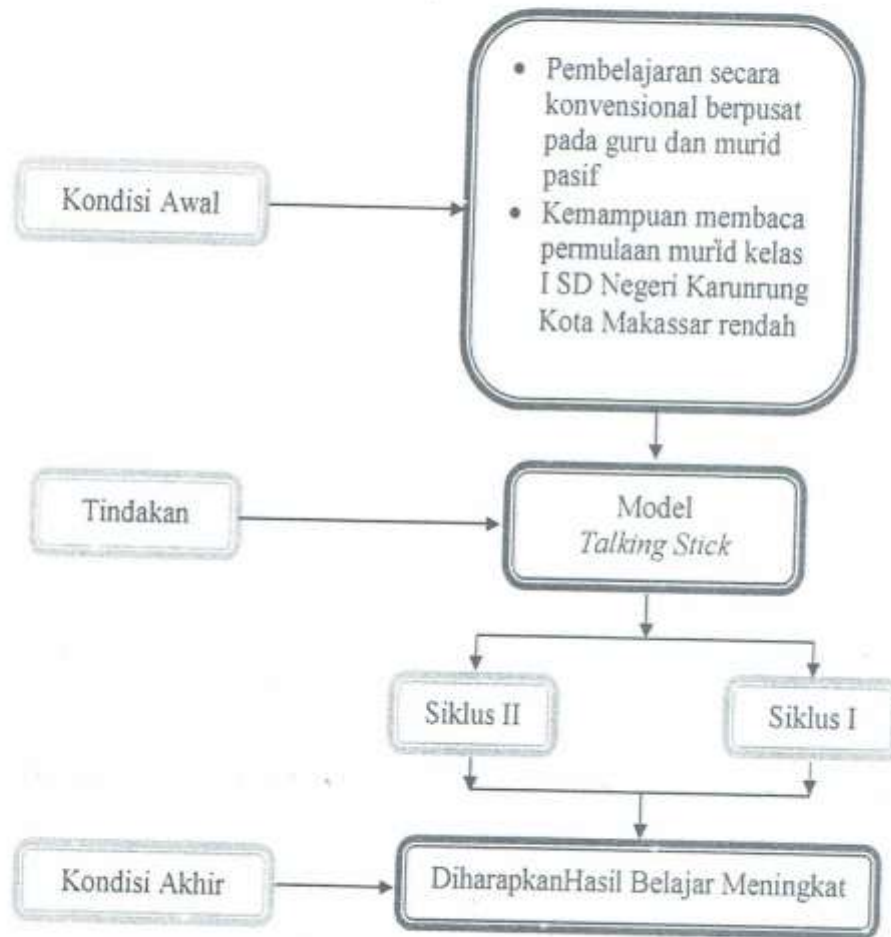 • Pembelajaran secara
konvensional berpusat
pada guru dan murid
pasif
Kondisi Awal
• Kemampuan membaca
permulaan murid kelas
I SD Negeri Karunrung
Kota Makassar rendah
Tindakan
Model
Talking Stick
Siklus II
Siklus I
Kondisi Akhir
DiharapkanHasil Belajar Meningkat